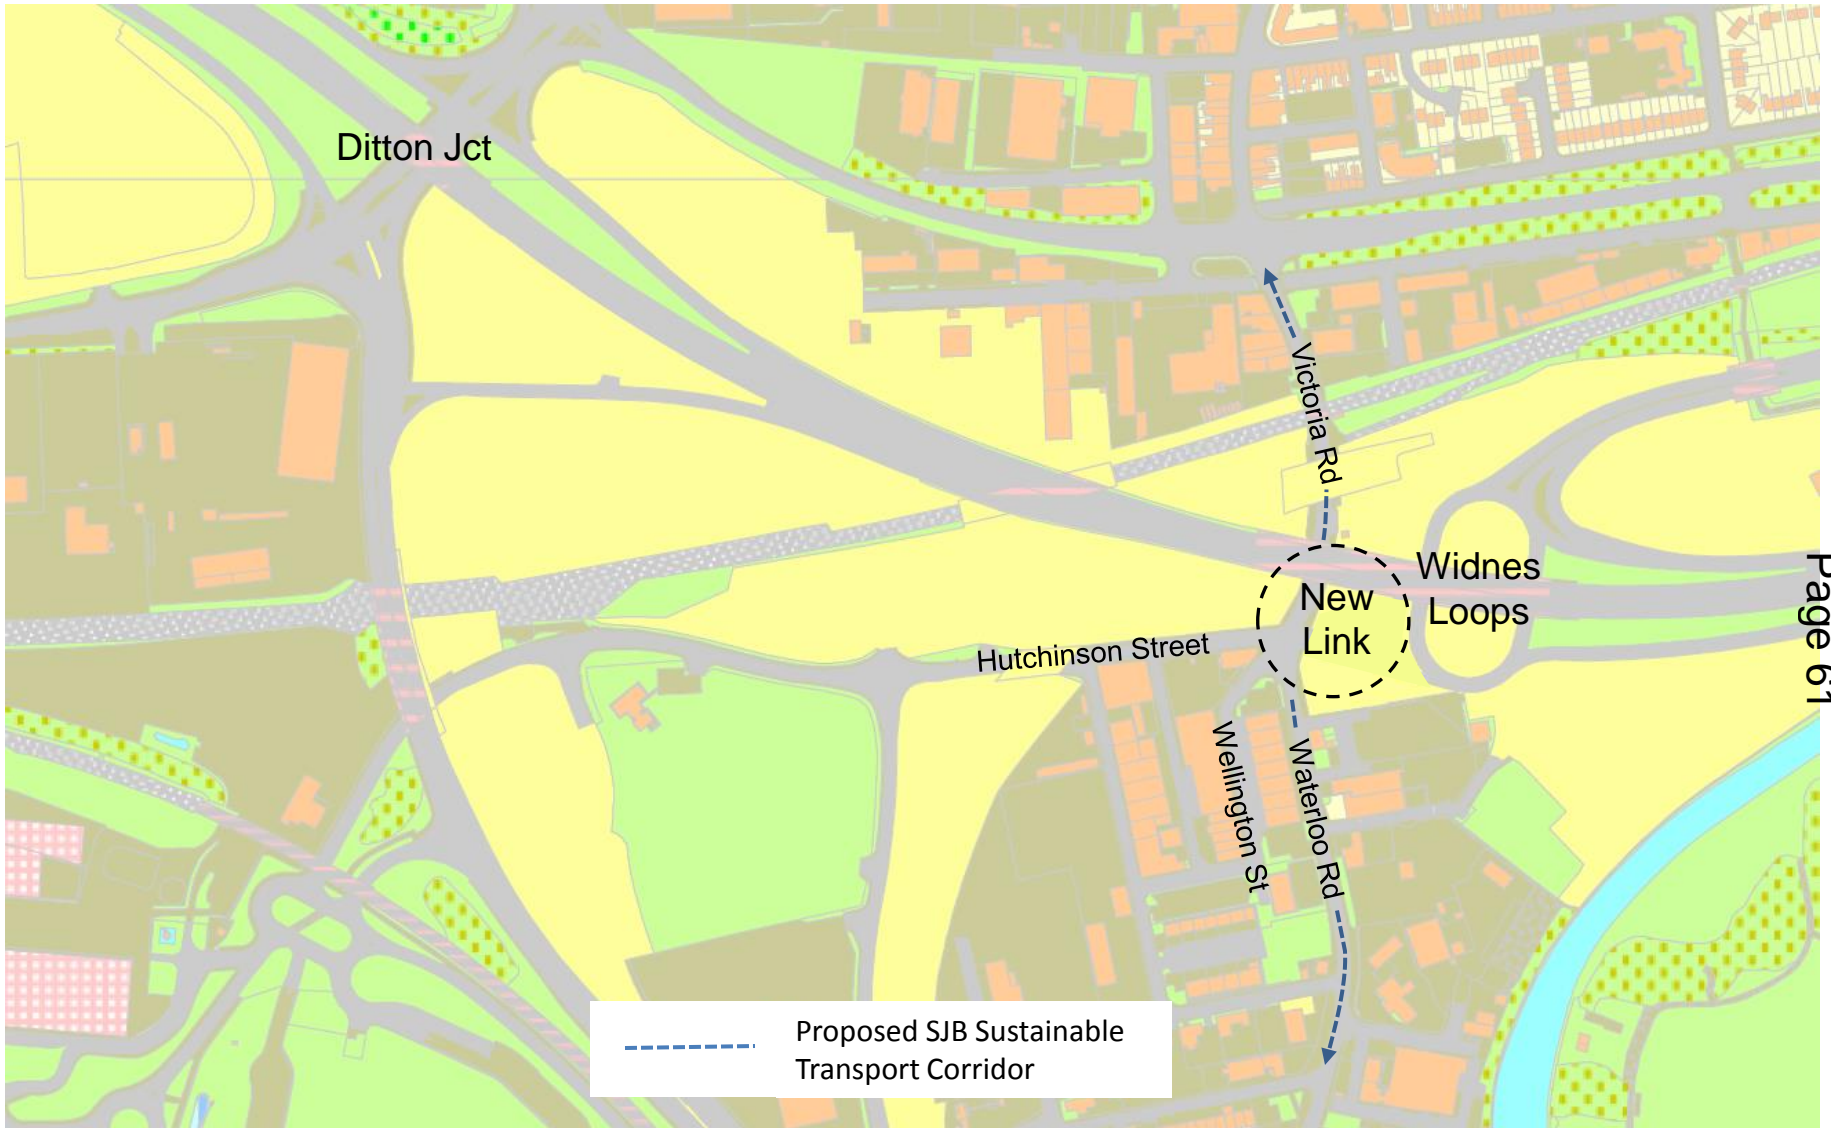 Ditton Jct
Victoria Rd
Widnes
Loops
New
Link
Hutchinson Street
Wellington St
Waterloo Rd
Page 61
Proposed SJB Sustainable
Transport Corridor